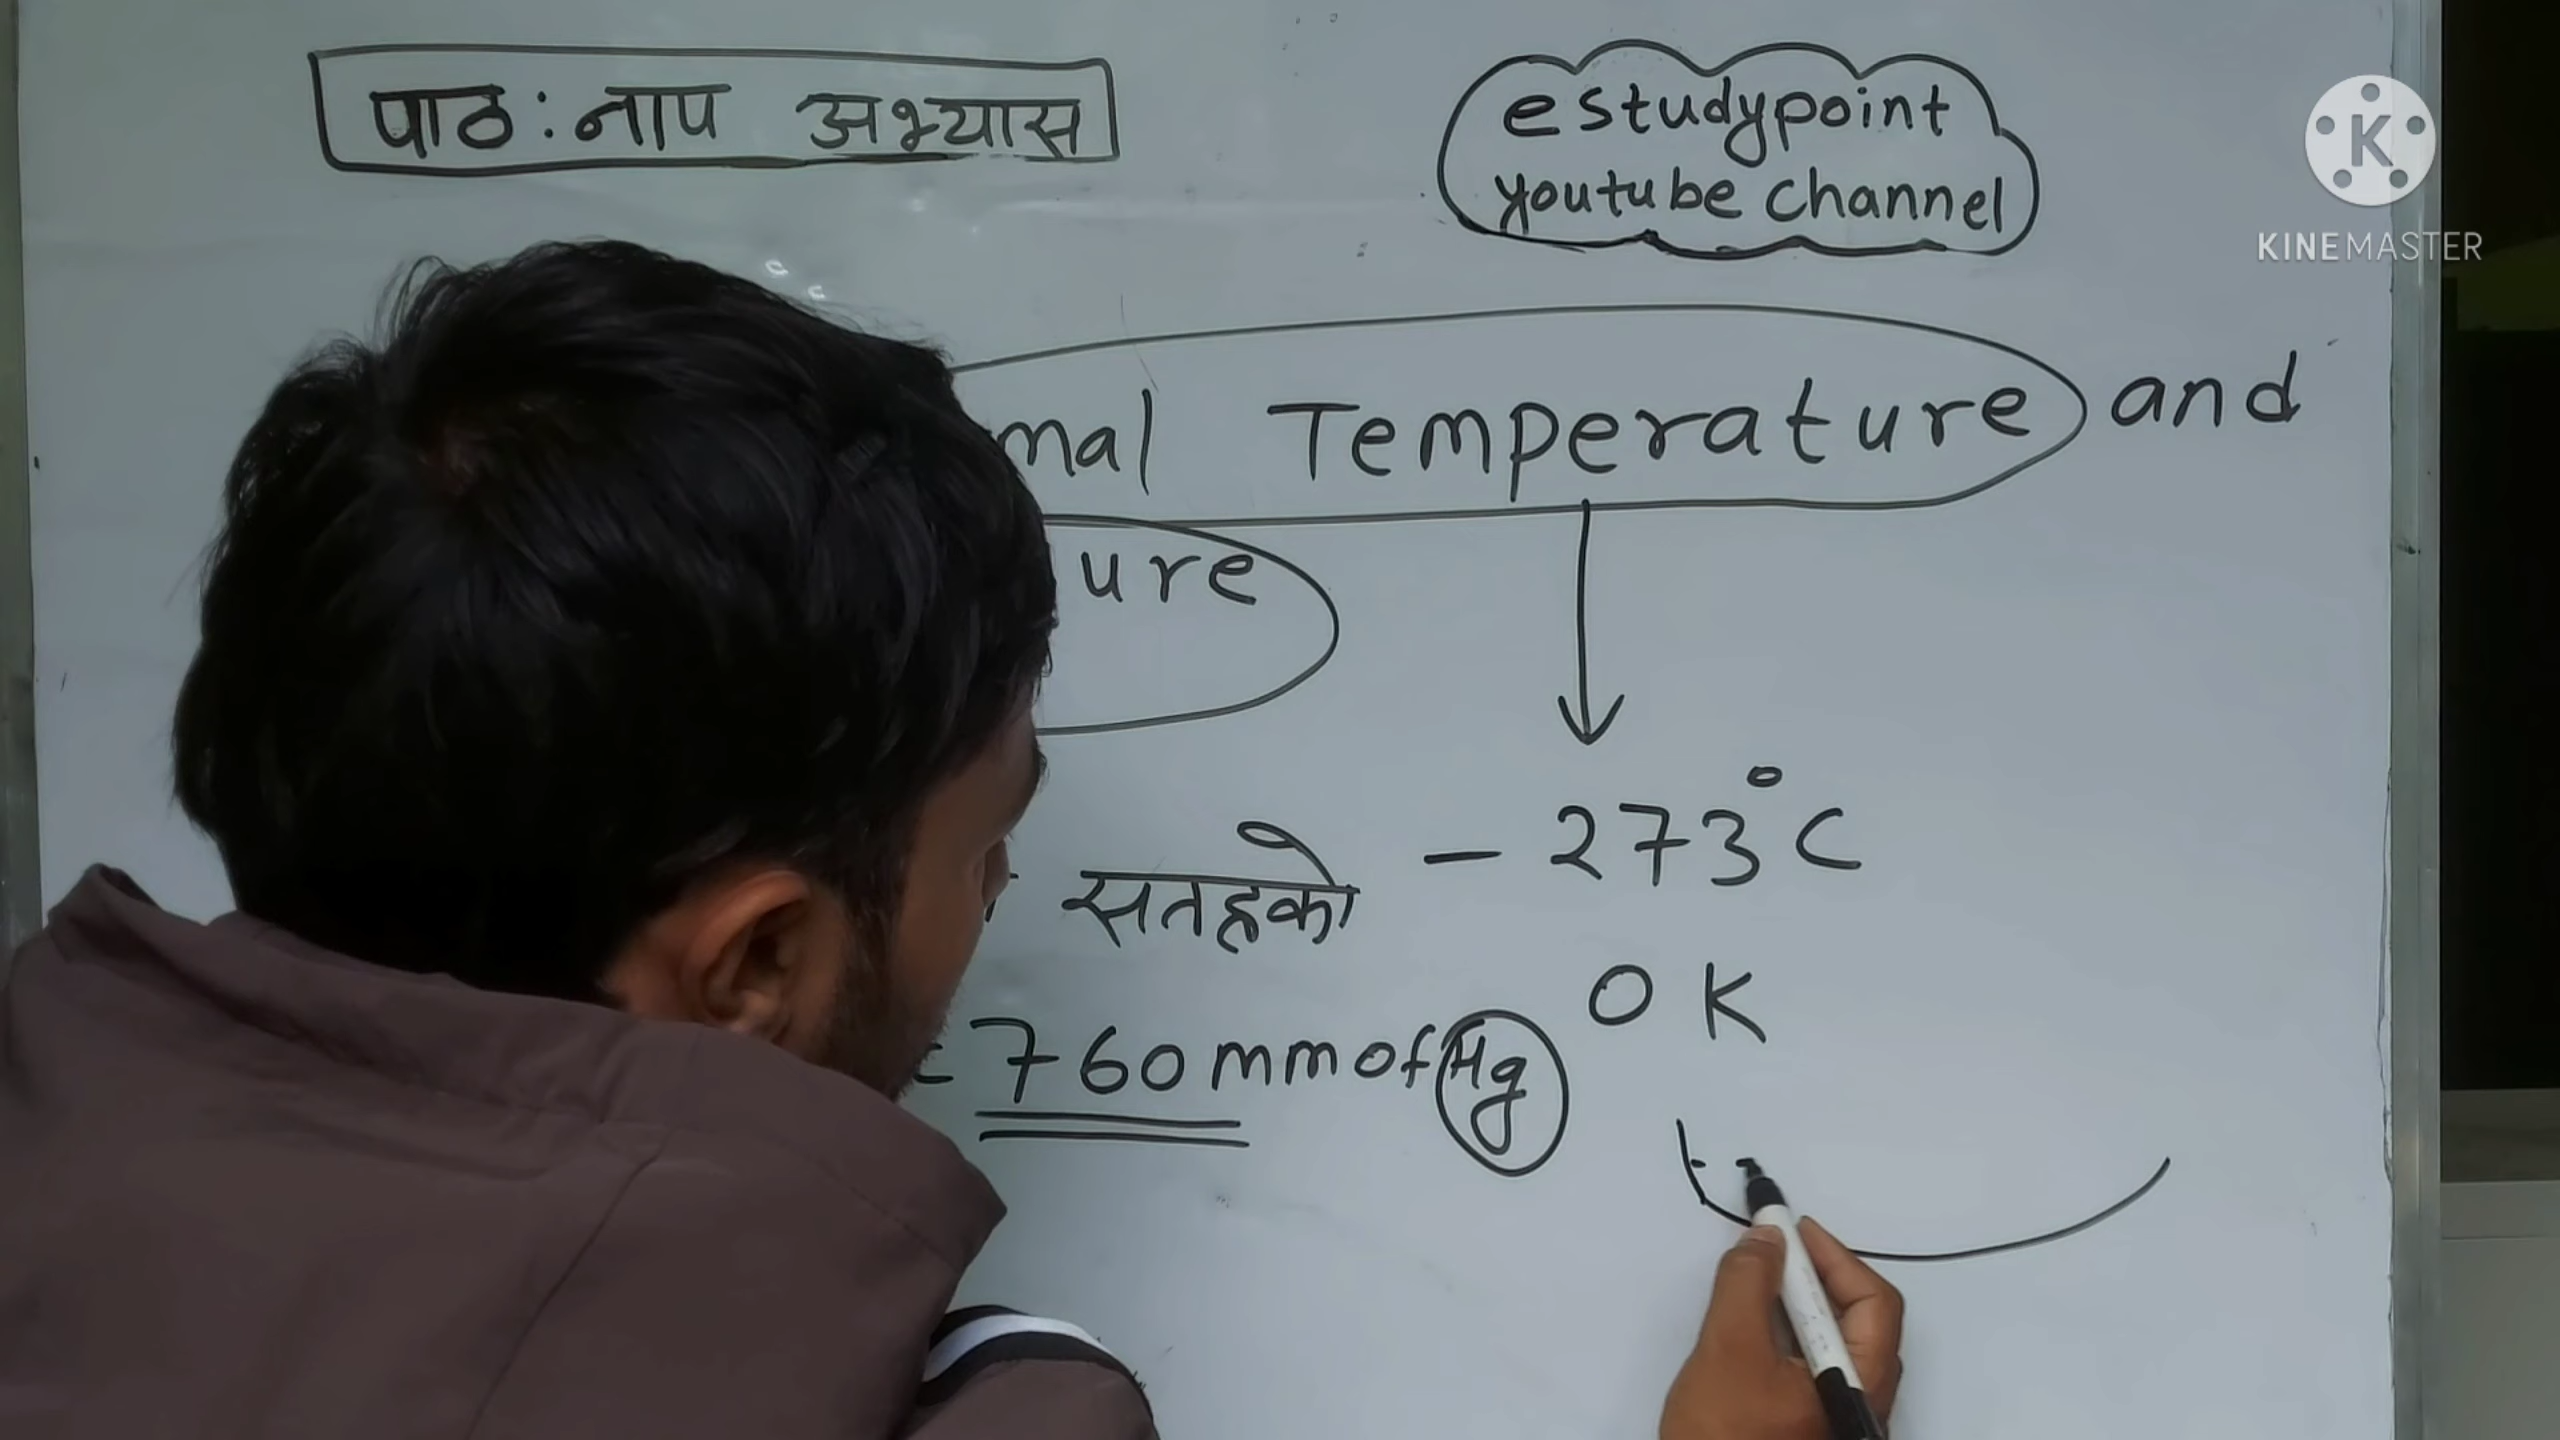 पाठ : नाप अभ्यास
estudypoint
youtube channel
K
KINEMASTER
mal Temperature and
ure
- 273°C
सतहको
0 K
= 760 mm of Hg